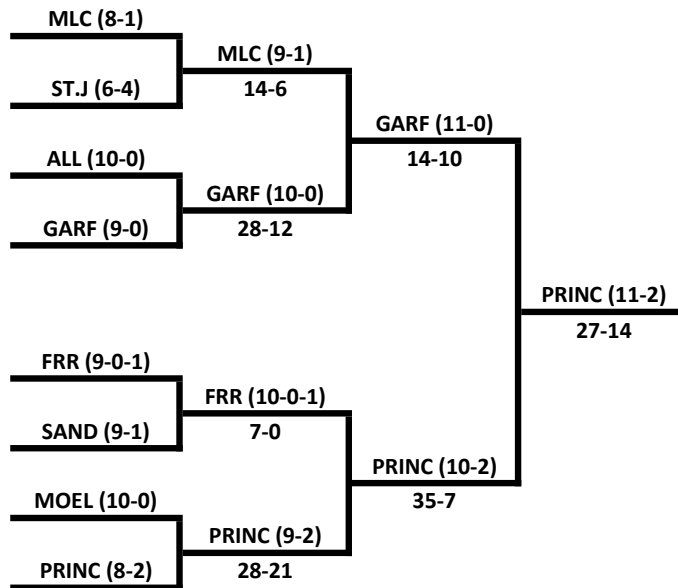 MLC (8-1)
MLC (9-1)
ST.J (6-4)
14-6
GARF (11-0)
ALL (10-0)
14-10
GARF (10-0)
GARF (9-0)
28-12
PRINC (11-2)
27-14
FRR (9-0-1)
FRR (10-0-1)
SAND (9-1)
7-0
PRINC (10-2)
MOEL (10-0)
35-7
PRINC (9-2)
PRINC (8-2)
28-21